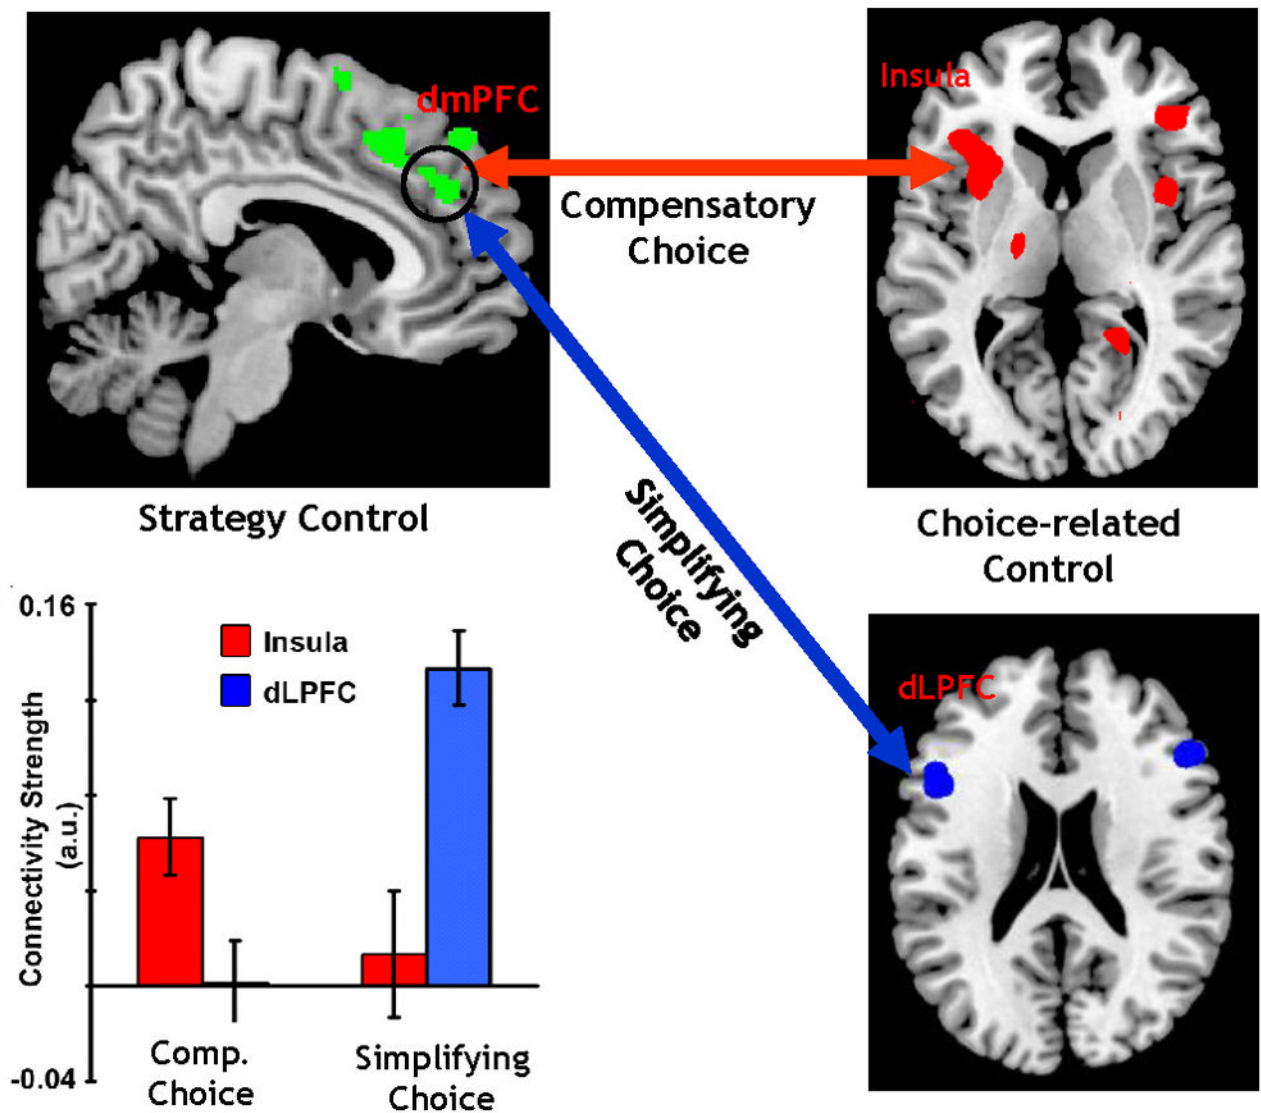 dmPFC
Insula
Compensatory
Choice
Strategy Control
Choice-related
Control
Simplifying
Choice
dLPFC
0.16
Insula
dLPFC
Connectivity Strength
(a.u.)
-0.04
Comp.
Choice
Simplifying
Choice